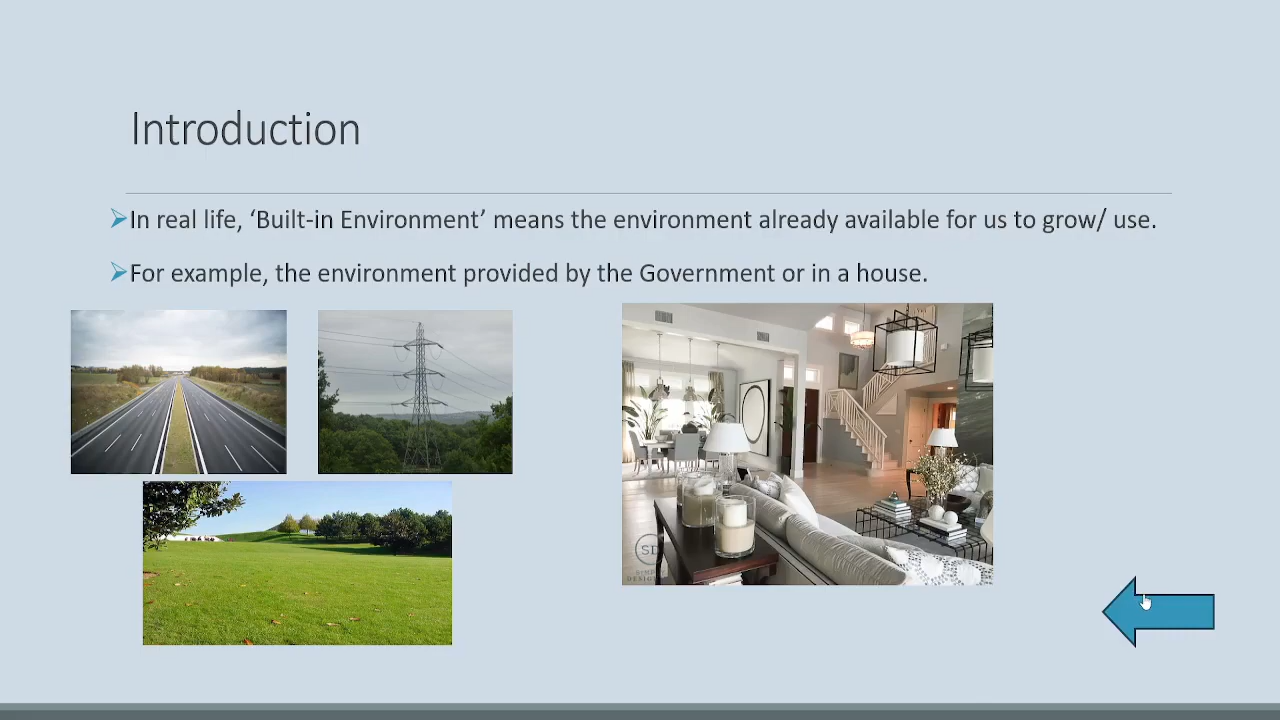 Introduction
In real life, ‘Built-in Environment’ means the environment already available for us to grow/ use.
For example, the environment provided by the Government or in a house.
SD